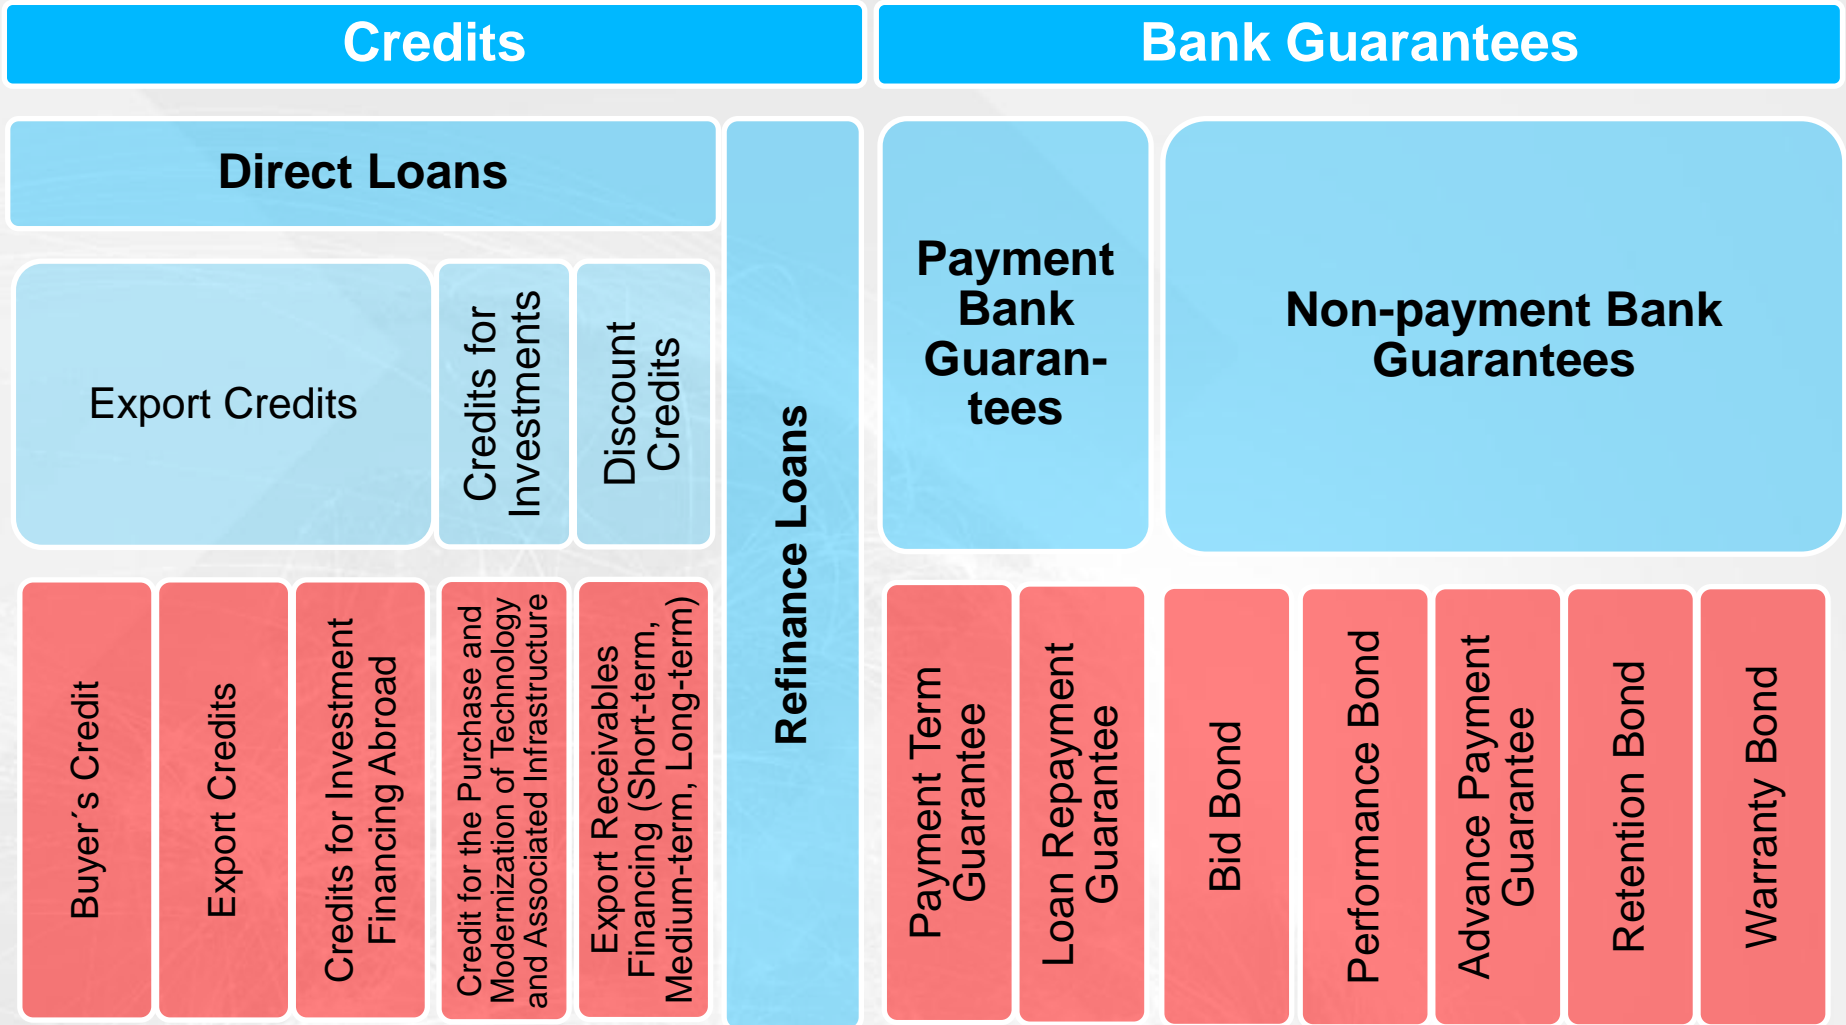 Credits
Bank Guarantees
Direct Loans
Export Credits
Credits for
Investments
Discount
Credits
Refinance Loans
Payment
Bank
Guaran-
tees
Non-payment Bank
Guarantees
Buyer´s Credit
Export Credits
Credits for Investment
Financing Abroad
Credit for the Purchase and
Modernization of Technology
and Associated Infrastructure
Export Receivables
Financing (Short-term,
Medium-term, Long-term)
Payment Term
Guarantee
Loan Repayment
Guarantee
Bid Bond
Performance Bond
Advance Payment
Guarantee
Retention Bond
Warranty Bond